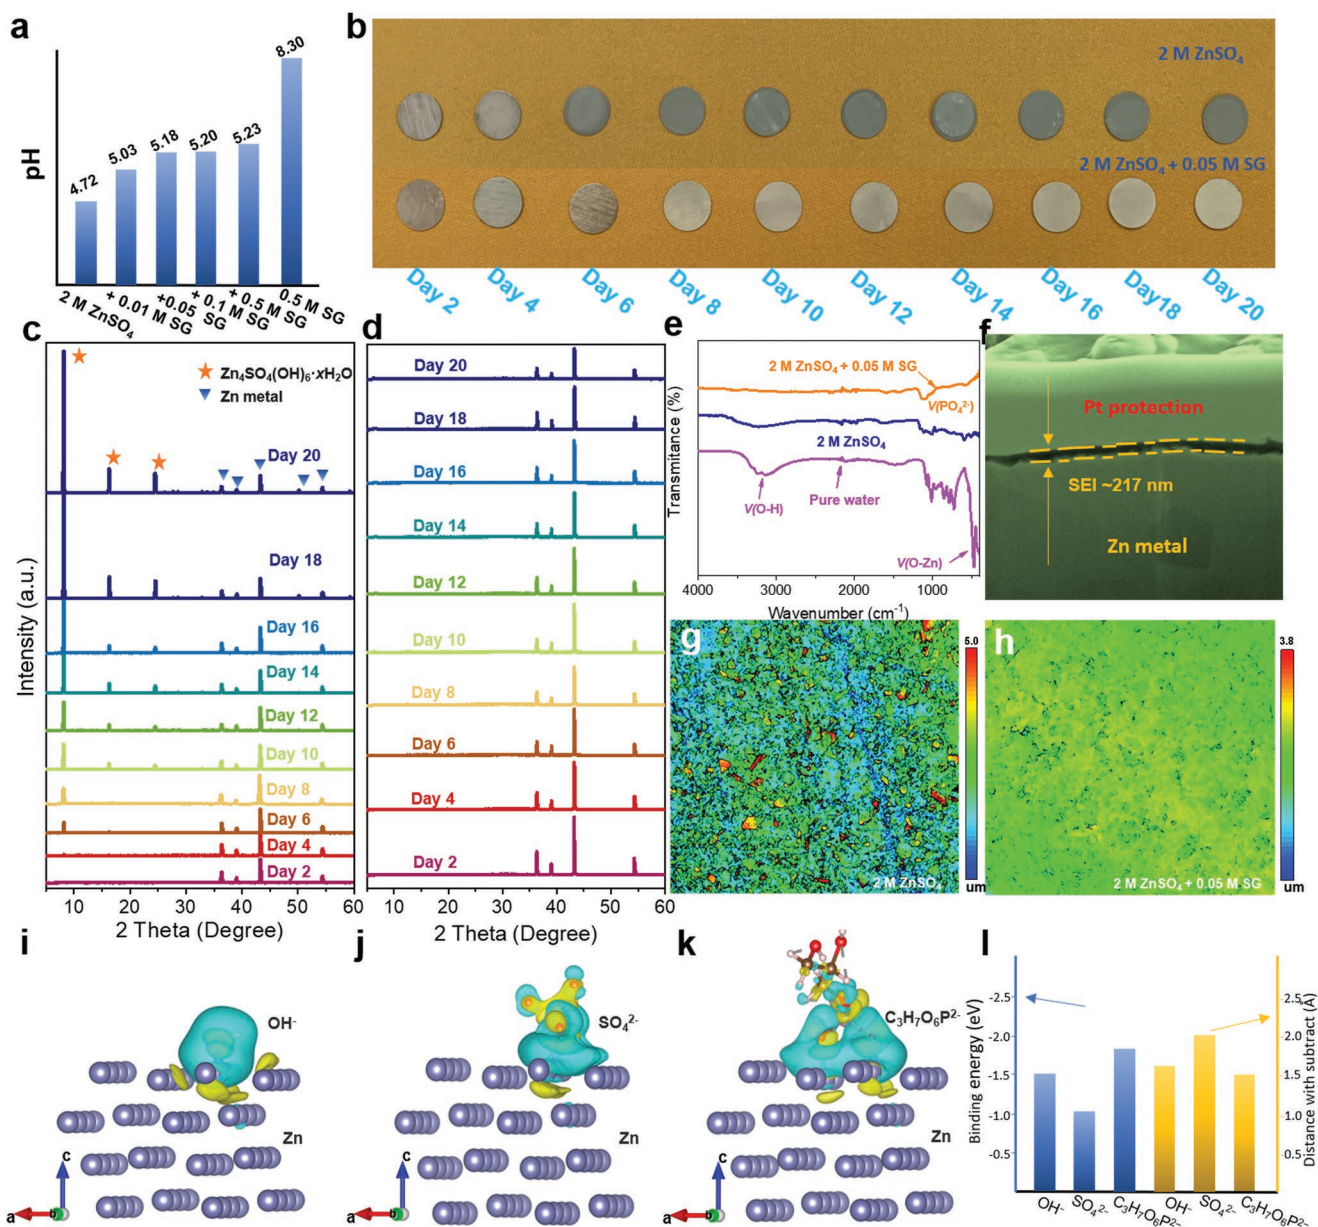 a
pH
4.72
5.03
5.18
5.20
5.23
8.30
2 M ZnSO₄
+ 0.01 M SG
+0.05 SG
+ 0.1 M SG
+ 0.5 M SG
0.5 M SG
b
2 M ZnSO₄
2 M ZnSO₄ + 0.05 M SG
Day 2
Day 4
Day 6
Day 8
Day 10
Day 12
Day 14
Day 16
Day18
Day 20
c
Zn₄SO₄(OH)₆·xH₂O
Zn metal
Day 20
Day 18
Day 16
Day 14
Day 12
Day 10
Day 8
Day 6
Day 4
Day 2
Intensity (a.u.)
10 20 30 40 50 60
2 Theta (Degree)
d
Day 20
Day 18
Day 16
Day 14
Day 12
Day 10
Day 8
Day 6
Day 4
Day 2
10 20 30 40 50 60
2 Theta (Degree)
e
2 M ZnSO₄ + 0.05 M SG
V(PO₄²⁻)
2 M ZnSO₄
V(O-H)
Pure water
V(O-Zn)
Transmitance (%)
4000 3000 2000 1000
Wavenumber (cm⁻¹)
f
Pt protection
SEI ~217 nm
Zn metal
g
2 M ZnSO₄
5.0
um
h
2 M ZnSO₄ + 0.05 M SG
3.8
um
i
OH⁻
Zn
c
a
b
j
SO₄²⁻
Zn
c
a
b
k
C₃H₇O₆P²⁻
Zn
c
a
b
l
Binding energy (eV)
-2.5
-2.0
-1.5
-1.0
-0.5
Distance with subtract (Å)
2.5
2.0
1.5
1.0
0.5
OH⁻
SO₄²⁻
C₃H₇O₆P²⁻
OH⁻
SO₄²⁻
C₃H₇O₆P²⁻